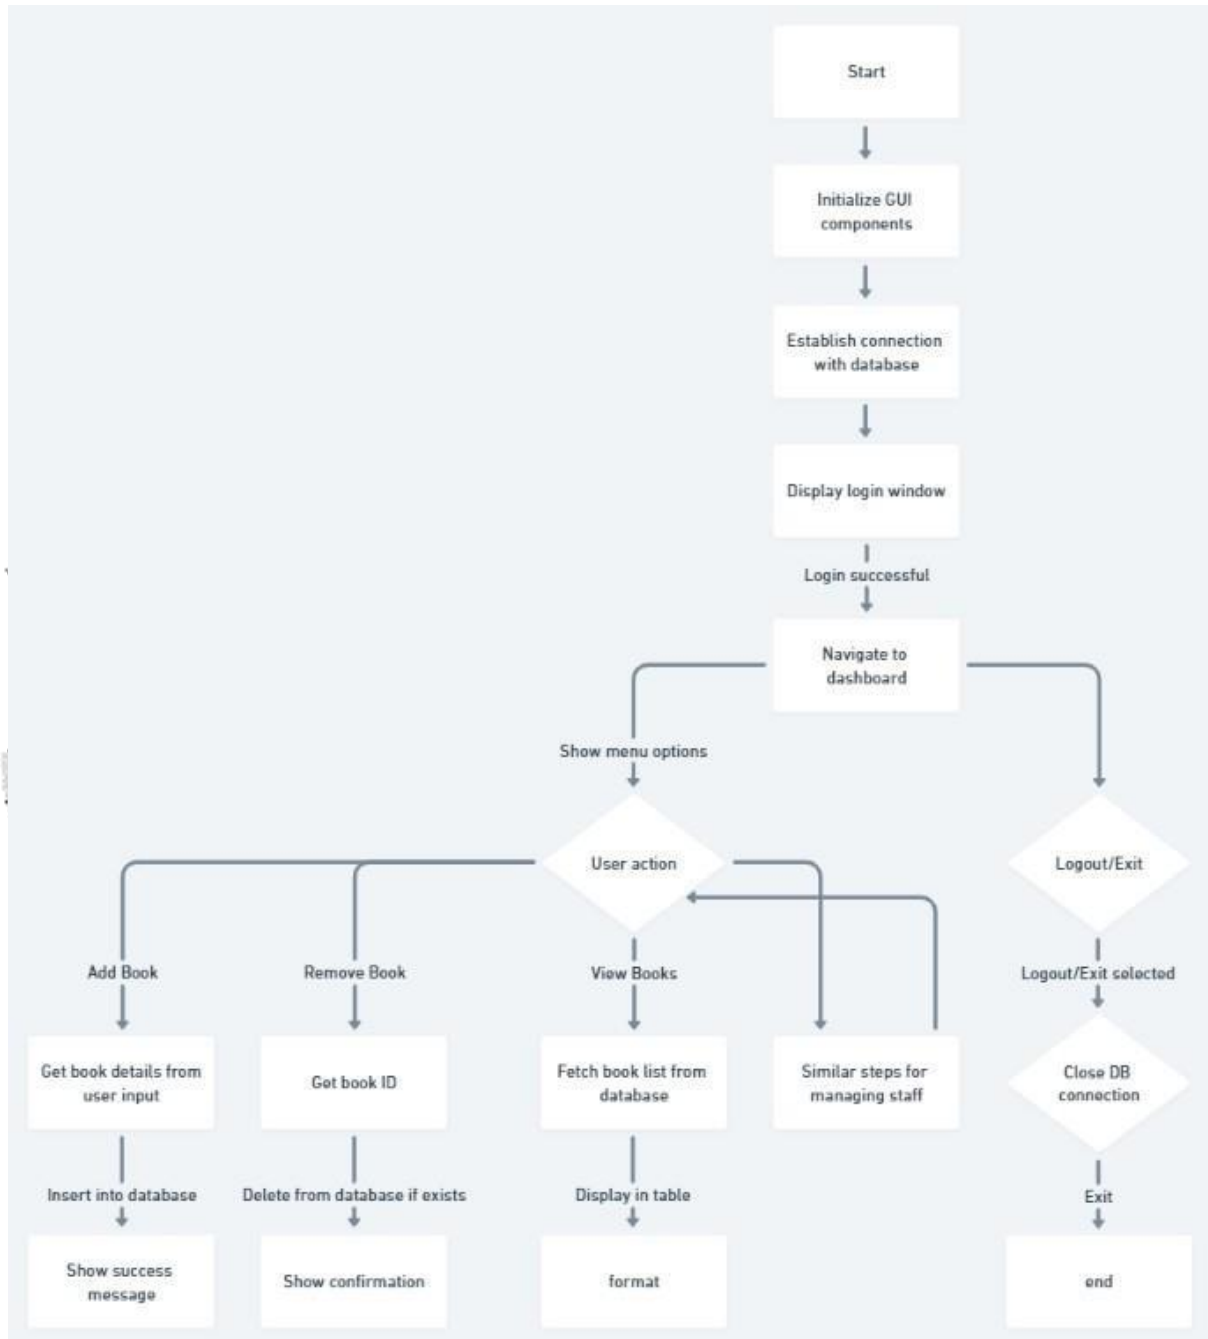 Start
Initialize GUI
components
Establish connection
with database
Display login window
Login successful
Navigate to
dashboard
Show menu options
User action
Logout/Exit
Add Book
Remove Book
View Books
Logout/Exit selected
Get book details from
user input
Get book ID
Fetch book list from
database
Similar steps for
managing staff
Close DB
connection
Insert into database
Delete from database if exists
Display in table
Exit
Show success
message
Show confirmation
format
end